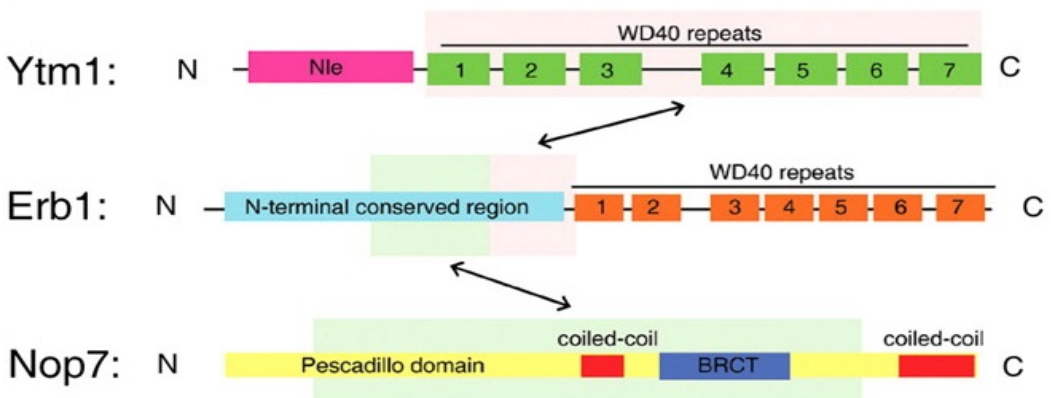 WD40 repeats
Ytm1: N Nle 1 2 3 4 5 6 7 C
WD40 repeats
Erb1: N N-terminal conserved region 1 2 3 4 5 6 7 C
coiled-coil coiled-coil
Nop7: N Pescadillo domain BRCT C